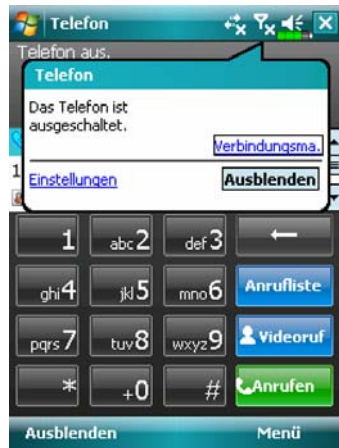 Telefon
Telefon aus.
Telefon
Das Telefon ist
ausgeschaltet.
Verbindungsma.
Einstellungen Ausblenden
1
1 abc2 def3
ghi4 jkl5 mno6 Anrufliste
pqrs7 tuv8 wxyz9 Videoruf
* +0 # Anrufen
Ausblenden Menü